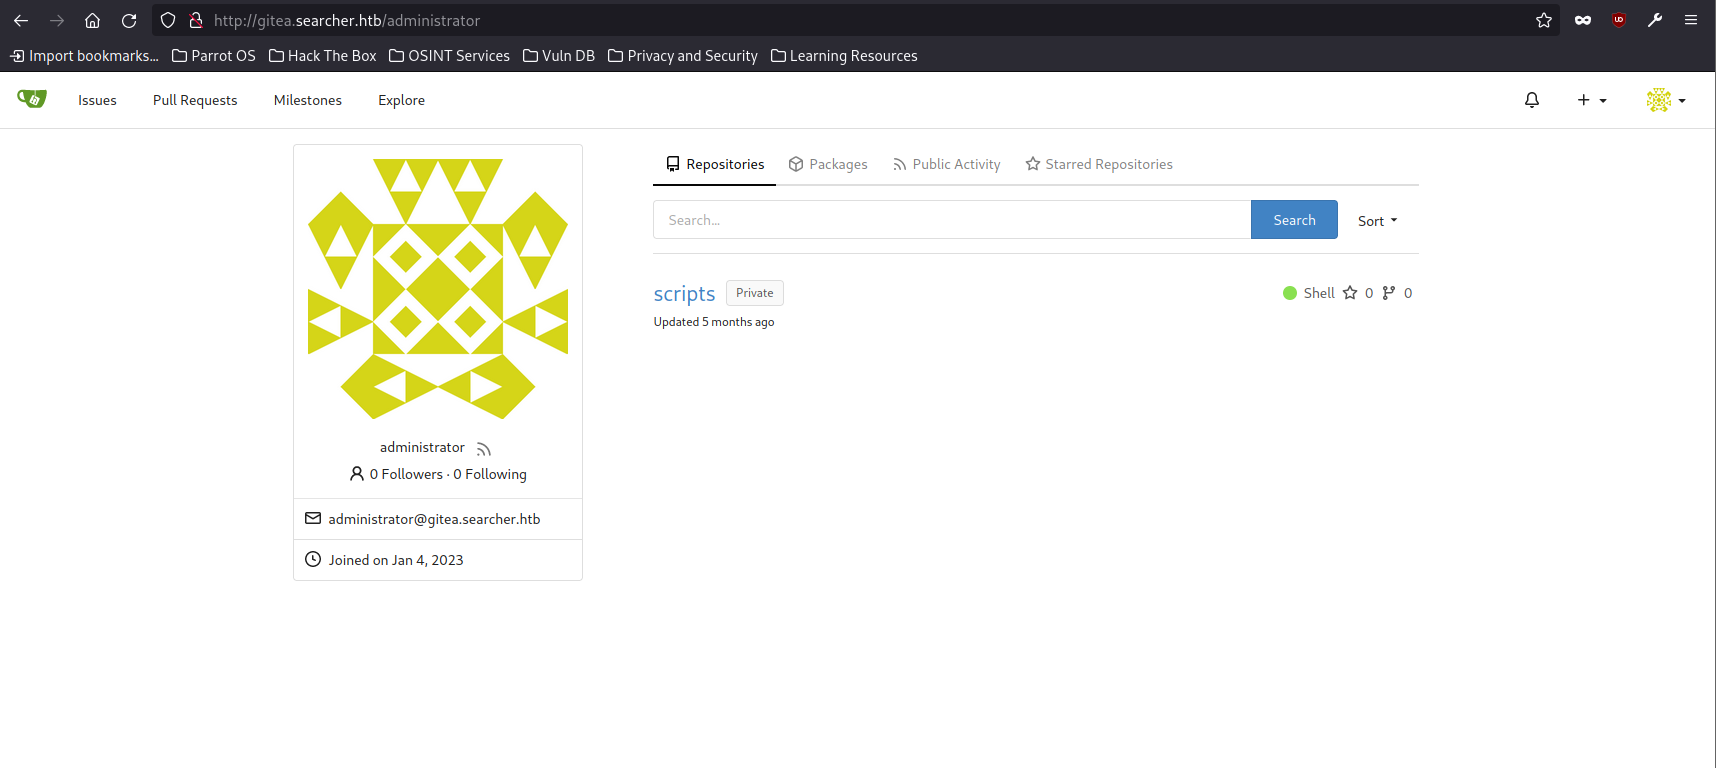 http://gitea.searcher.htb/administrator
Import bookmarks... Parrot OS Hack The Box OSINT Services Vuln DB Privacy and Security Learning Resources
Issues Pull Requests Milestones Explore
Repositories Packages Public Activity Starred Repositories
Search... Search Sort
scripts Private Shell 0 0
Updated 5 months ago
administrator
0 Followers · 0 Following
administrator@gitea.searcher.htb
Joined on Jan 4, 2023